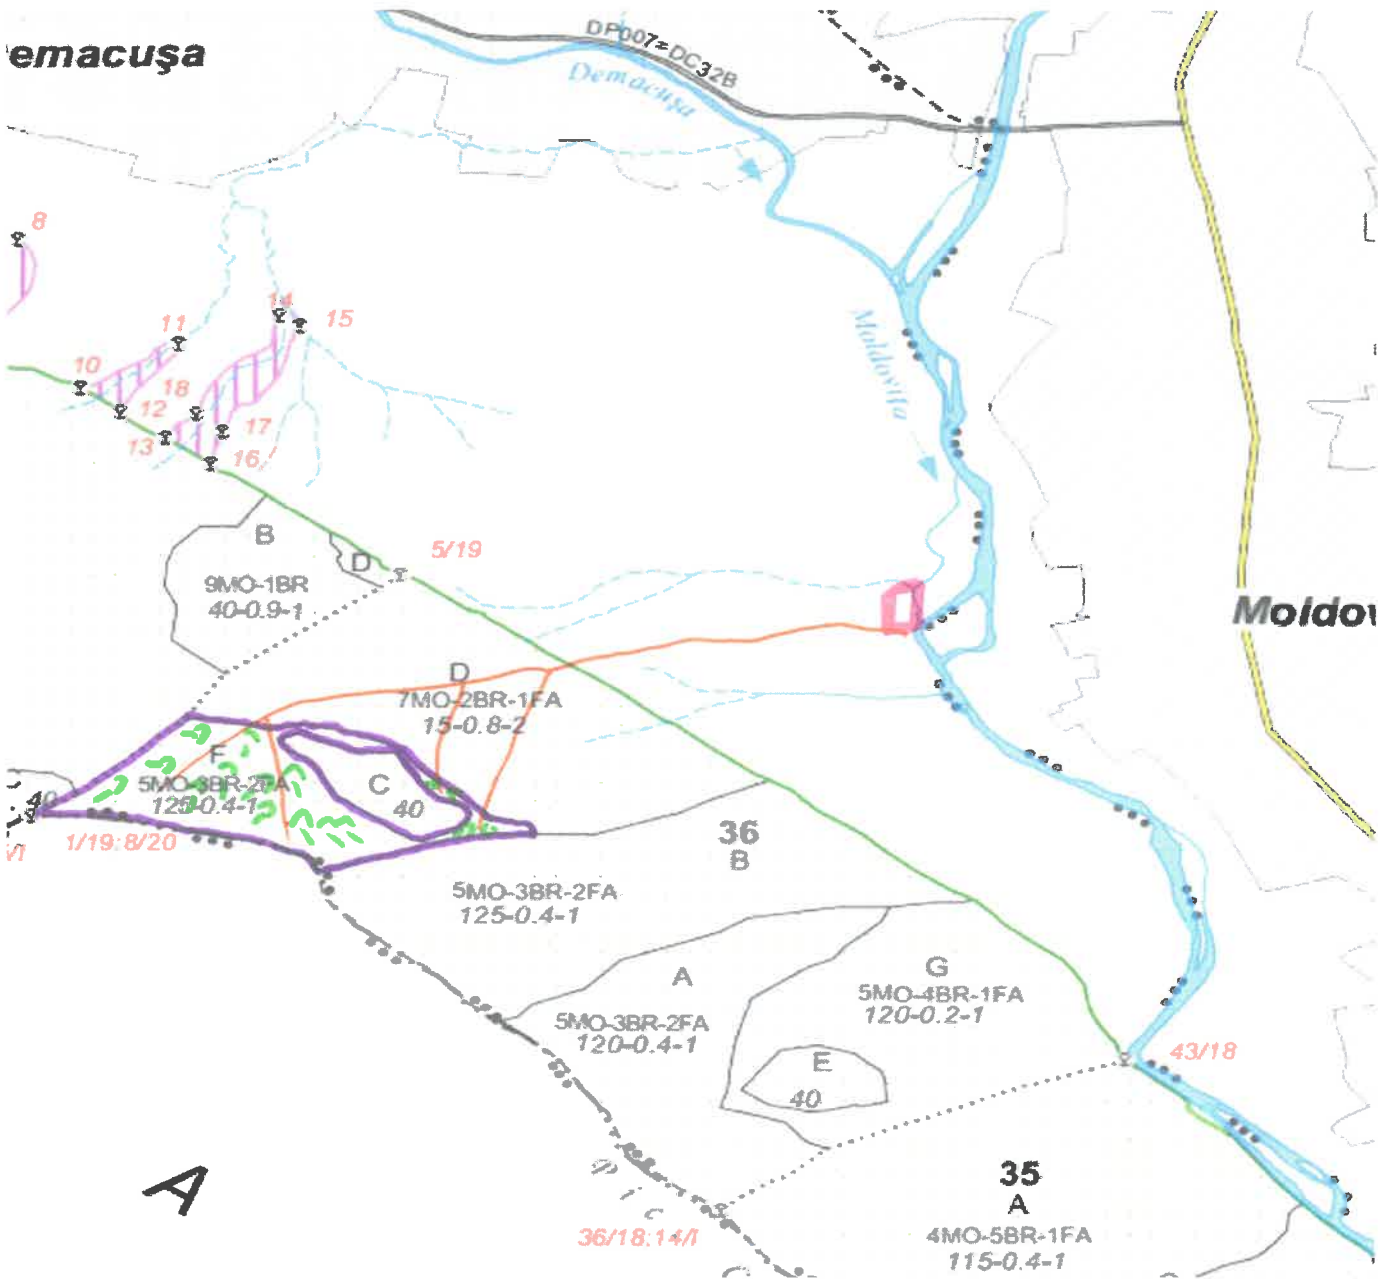 emacuşa
DP007=DC32B
Demacuşa
8
14
15
11
Moldoviţa
10
18
12
17
13
16
B
5/19
D
9MO-1BR
40-0.9-1
Moldov
D
7MO-2BR-1FA
15-0.8-2
F
5MO-3BR-2FA
125-0.4-1
C
40
40
1/19:8/20
36
B
5MO-3BR-2FA
125-0.4-1
A
G
5MO-4BR-1FA
120-0.2-1
5MO-3BR-2FA
120-0.4-1
E
40
43/18
A
Pic
35
A
36/18:14/I
4MO-5BR-1FA
115-0.4-1